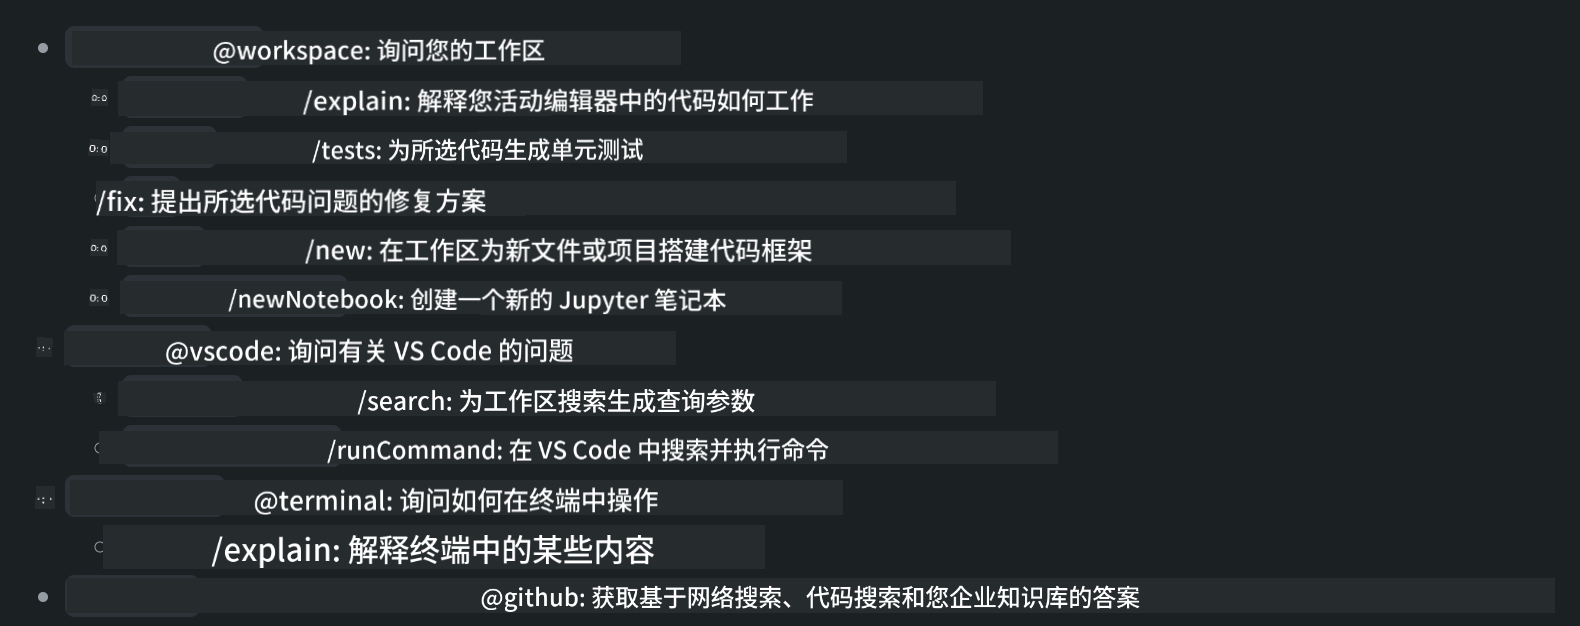 @workspace: 询问您的工作区
/explain: 解释您活动编辑器中的代码如何工作
/tests: 为所选代码生成单元测试
/fix: 提出所选代码问题的修复方案
/new: 在工作区为新文件或项目搭建代码框架
/newNotebook: 创建一个新的 Jupyter 笔记本
@vscode: 询问有关 VS Code 的问题
/search: 为工作区搜索生成查询参数
/runCommand: 在 VS Code 中搜索并执行命令
@terminal: 询问如何在终端中操作
/explain: 解释终端中的某些内容
@github: 获取基于网络搜索、代码搜索和您企业知识库的答案